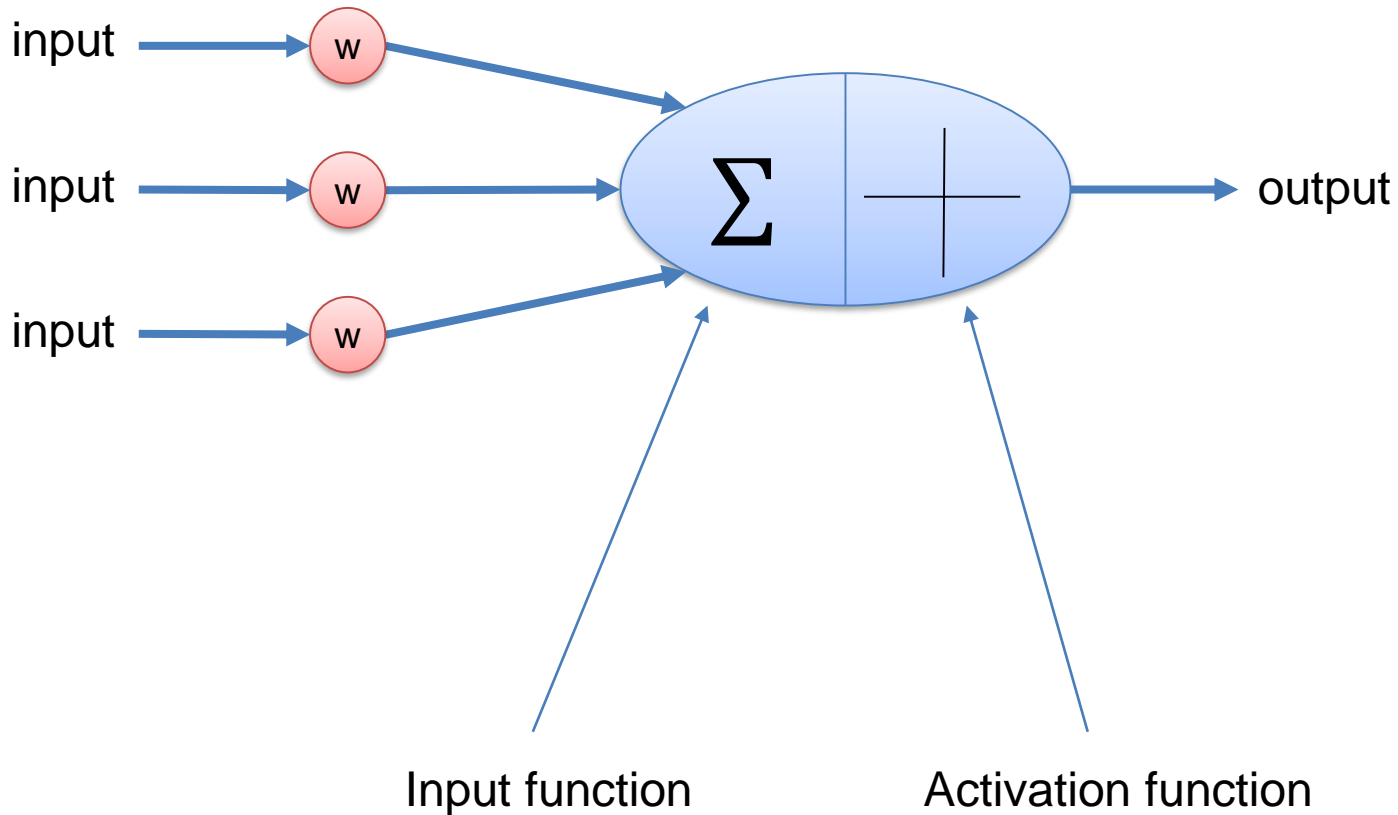 input
w
input
w
∑
output
input
w
Input function
Activation function